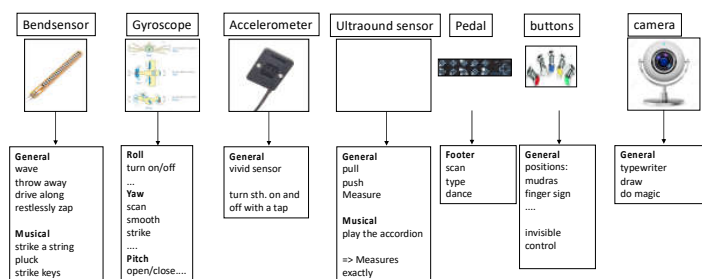 Bendsensor
Gyroscope
Accelerometer
Ultraound sensor
Pedal
buttons
camera
General
wave
throw away
drive along
restlessly zap
Musical
strike a string
pluck
strike keys
Roll
turn on/off
...
Yaw
scan
smooth
strike
....
Pitch
open/close....
General
vivid sensor
turn sth. on and
off with a tap
General
pull
push
Measure
Musical
play the accordion
=> Measures
exactly
Footer
scan
type
dance
General
positions:
mudras
finger sign
....
invisible
control
General
typewriter
draw
do magic